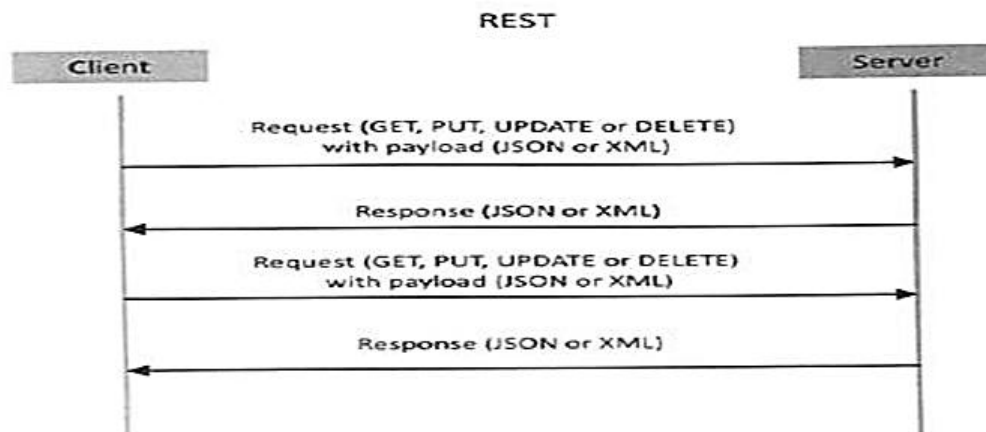 REST
Client
Server
Request (GET, PUT, UPDATE or DELETE)
with payload (JSON or XML)
Response (JSON or XML)
Request (GET, PUT, UPDATE or DELETE)
with payload (JSON or XML)
Response (JSON or XML)